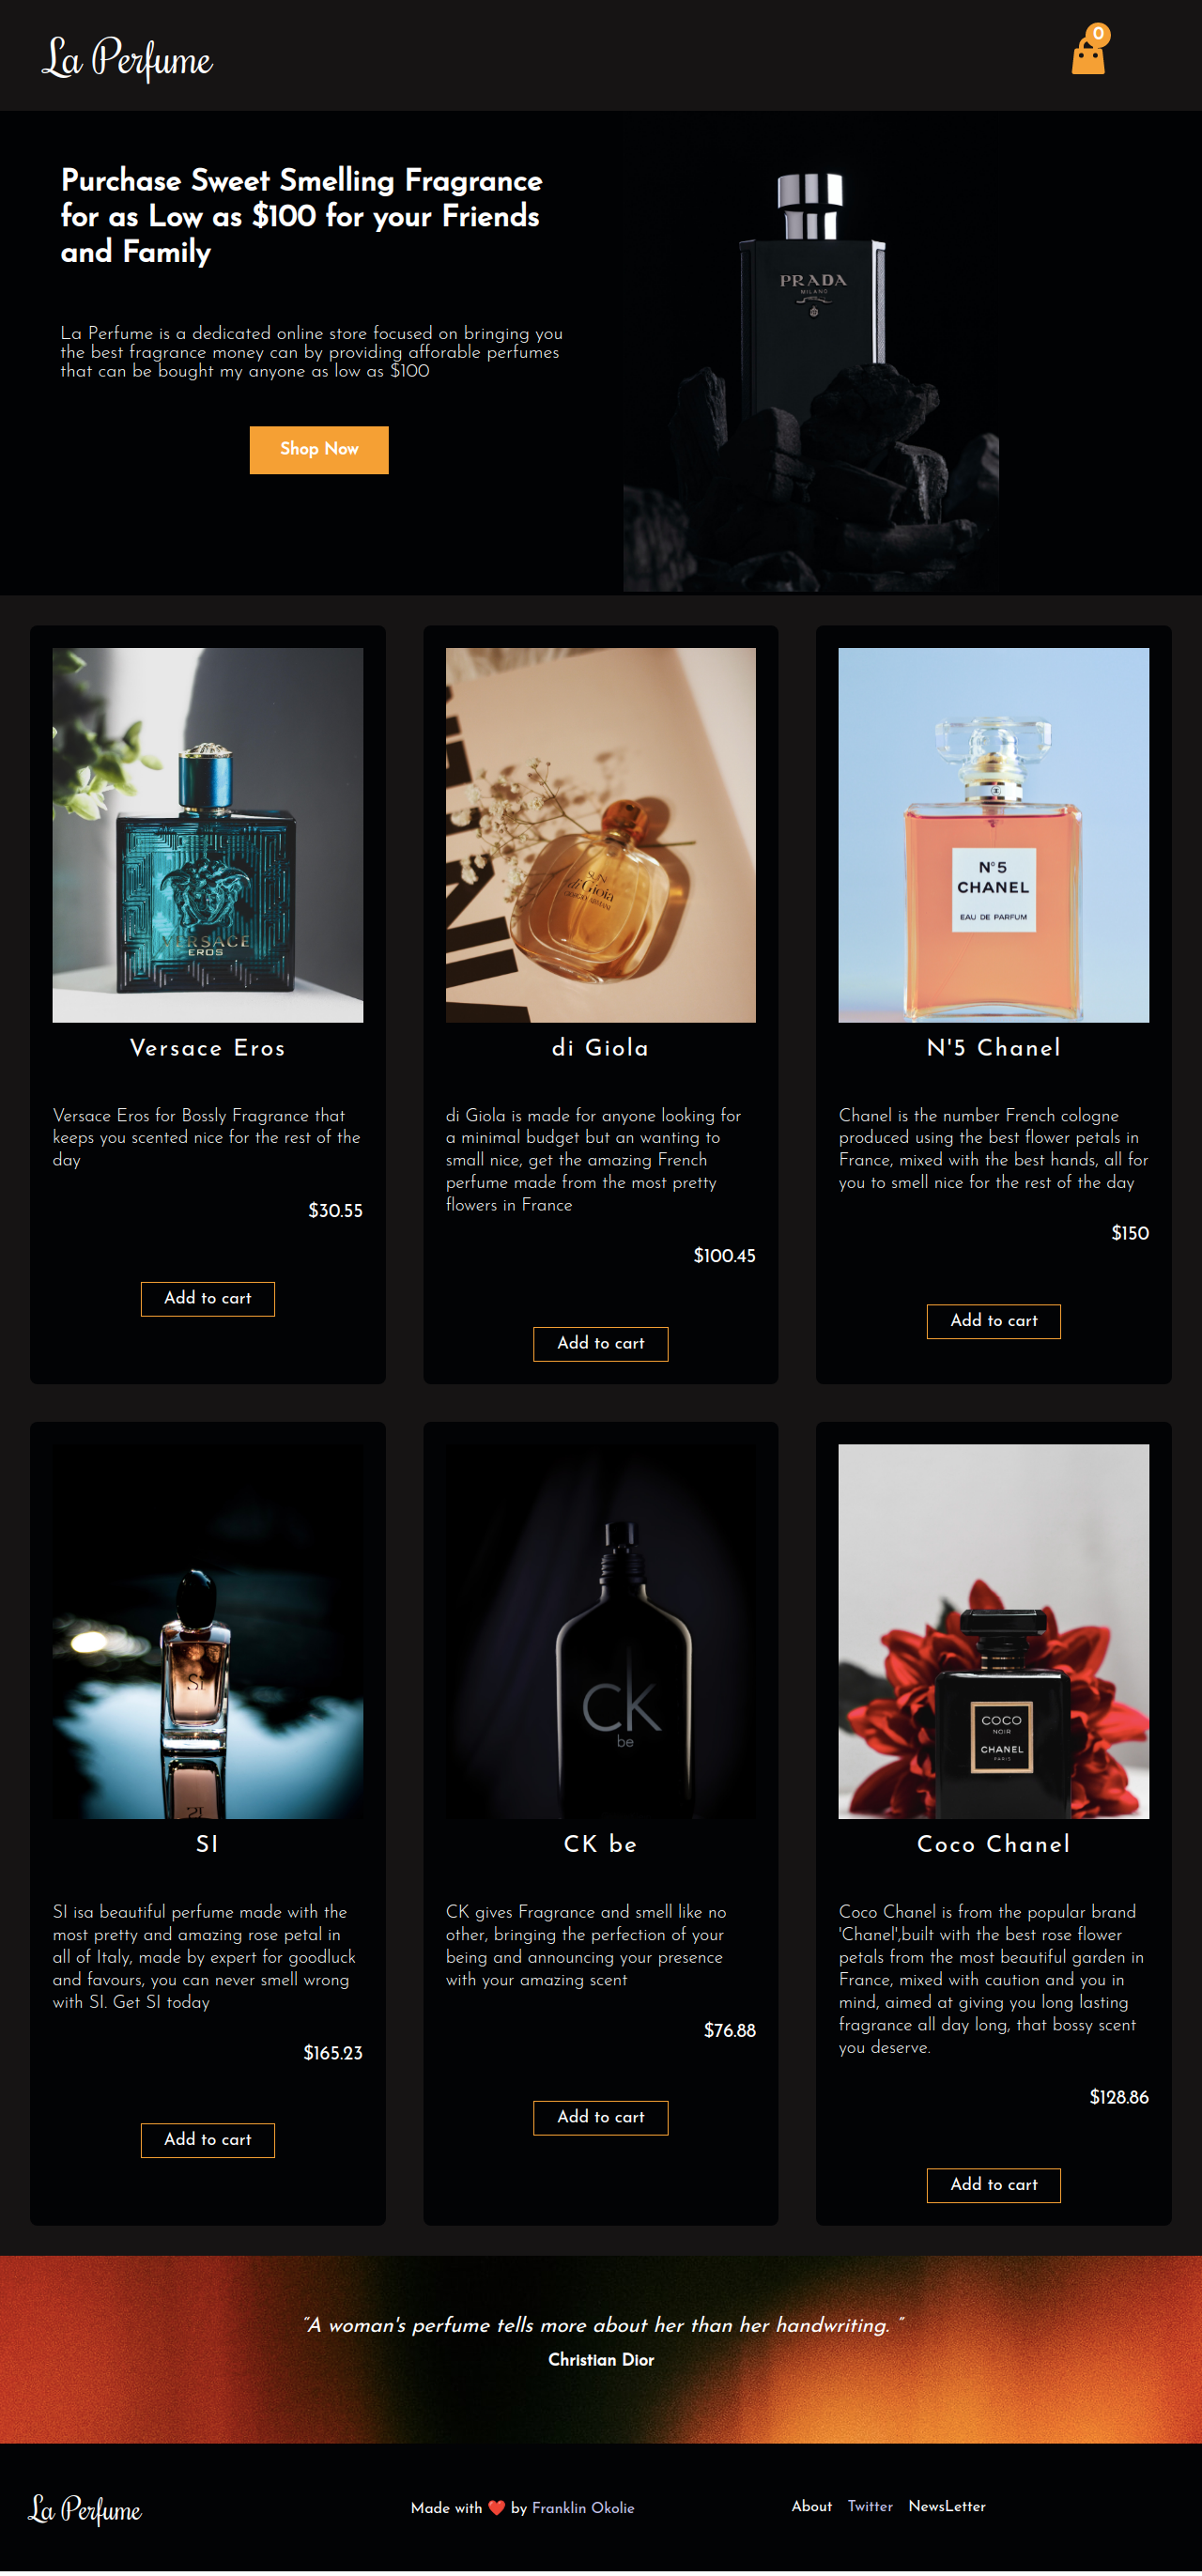 La Perfume
0
Purchase Sweet Smelling Fragrance
for as Low as $100 for your Friends
and Family
La Perfume is a dedicated online store focused on bringing you
the best fragrance money can by providing afforable perfumes
that can be bought my anyone as low as $100
Shop Now
PRADA
MILANO
VERSACE
EROS
SUN
di Gioia
GIORGIO ARMANI
N°5
CHANEL
EAU DE PARFUM
Versace Eros
di Giola
N'5 Chanel
Versace Eros for Bossly Fragrance that
keeps you scented nice for the rest of the
day
$30.55
Add to cart
di Giola is made for anyone looking for
a minimal budget but an wanting to
small nice, get the amazing French
perfume made from the most pretty
flowers in France
$100.45
Add to cart
Chanel is the number French cologne
produced using the best flower petals in
France, mixed with the best hands, all for
you to smell nice for the rest of the day
$150
Add to cart
SI
CK
be
COCO
NOIR
CHANEL
PARIS
SI
CK be
Coco Chanel
SI isa beautiful perfume made with the
most pretty and amazing rose petal in
all of Italy, made by expert for goodluck
and favours, you can never smell wrong
with SI. Get SI today
$165.23
Add to cart
CK gives Fragrance and smell like no
other, bringing the perfection of your
being and announcing your presence
with your amazing scent
$76.88
Add to cart
Coco Chanel is from the popular brand
'Chanel',built with the best rose flower
petals from the most beautiful garden in
France, mixed with caution and you in
mind, aimed at giving you long lasting
fragrance all day long, that bossy scent
you deserve.
$128.86
Add to cart
“A woman's perfume tells more about her than her handwriting. ”
Christian Dior
La Perfume
Made with ❤️ by Franklin Okolie
About Twitter NewsLetter